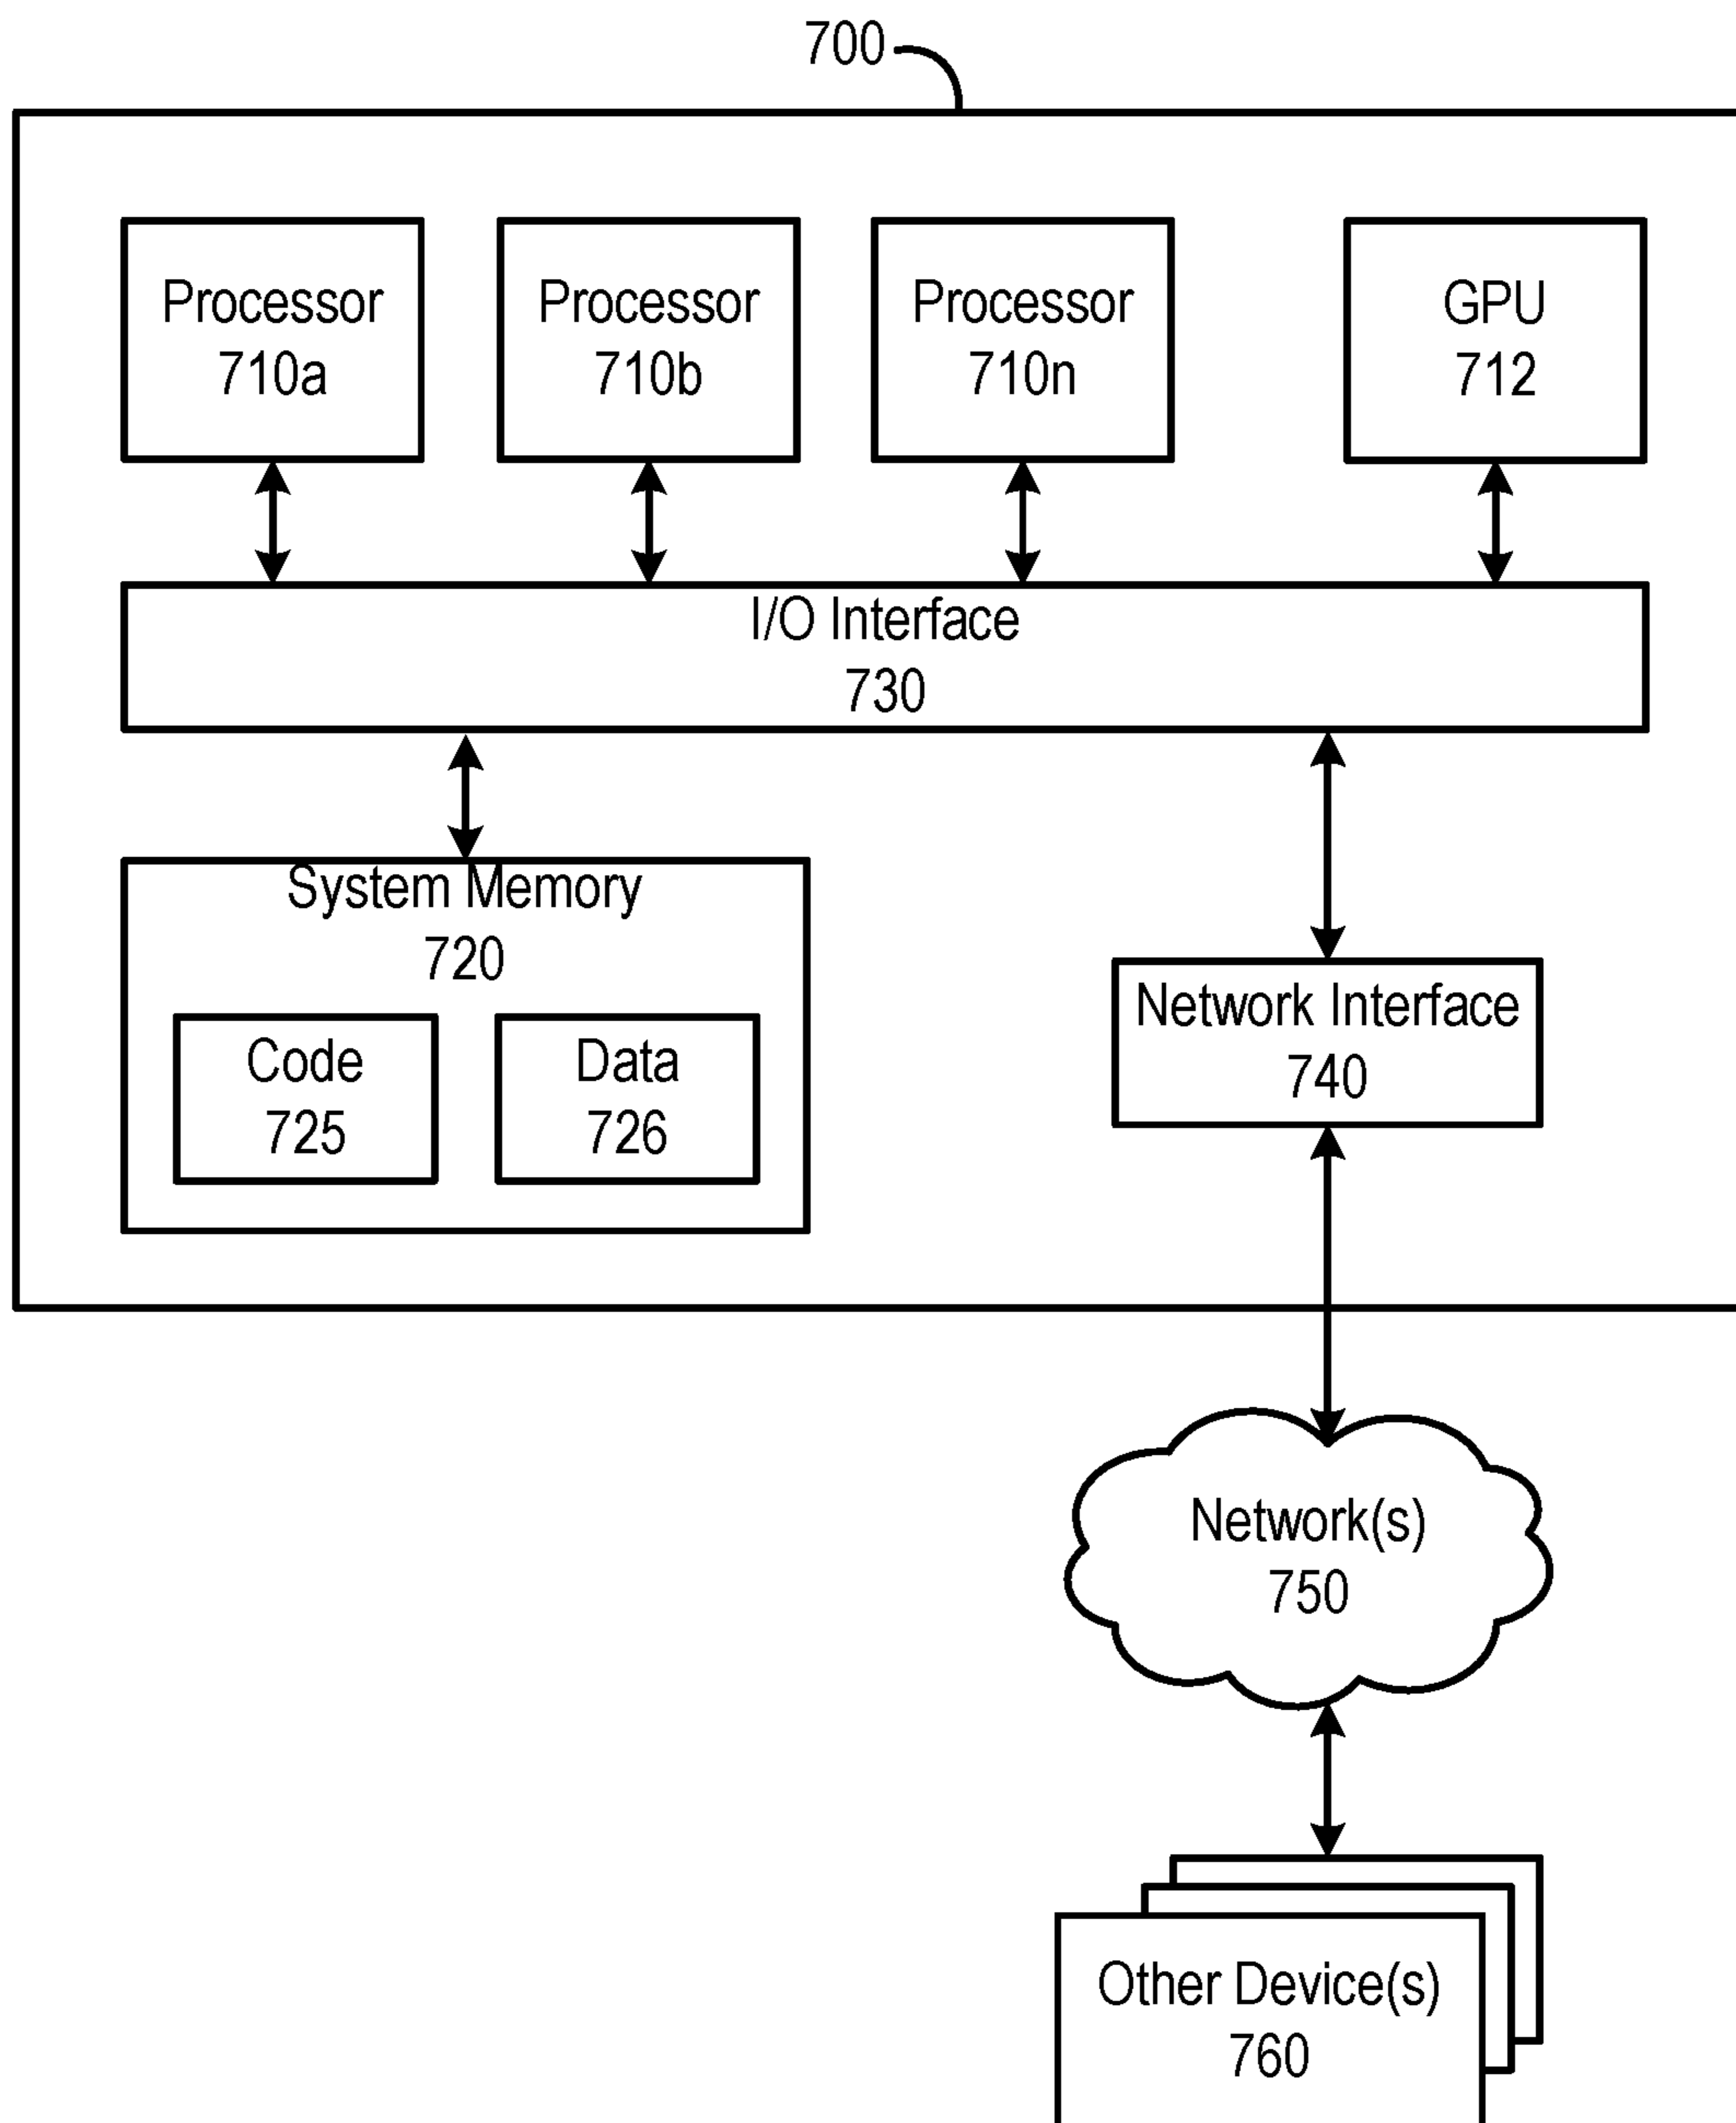 700
Processor
710a
Processor
710b
Processor
710n
GPU
712
I/O Interface
730
System Memory
720
Code
725
Data
726
Network Interface
740
Network(s)
750
Other Device(s)
760